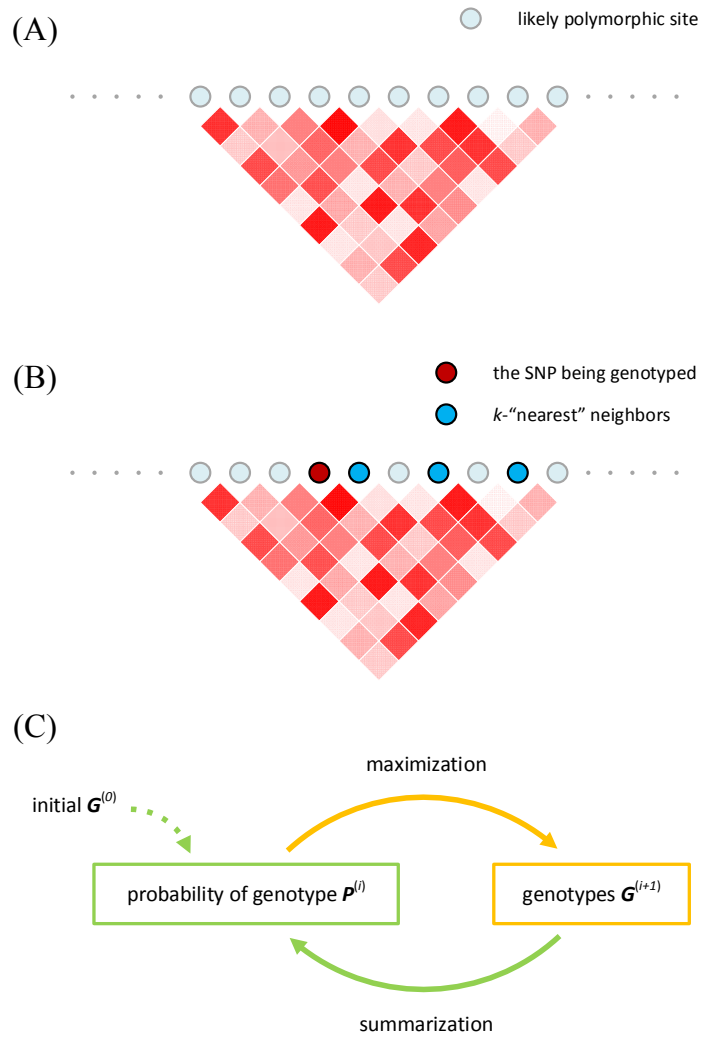 (A)
likely polymorphic site
(B)
the SNP being genotyped
k-“nearest” neighbors
(C)
maximization
initial G(0)
probability of genotype P(i)
genotypes G(i+1)
summarization